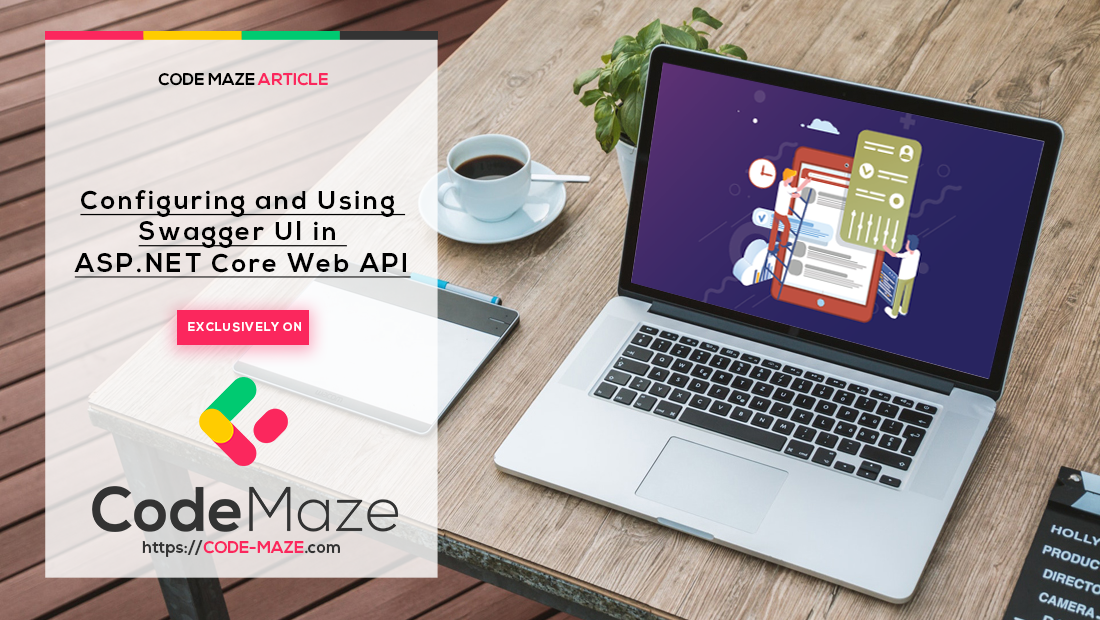 CODE MAZE ARTICLE
Configuring and Using
Swagger UI in
ASP.NET Core Web API
EXCLUSIVELY ON
CodeMaze
https://CODE-MAZE.com
HOLLY
PRODUC
DIRECTO
CAMERA